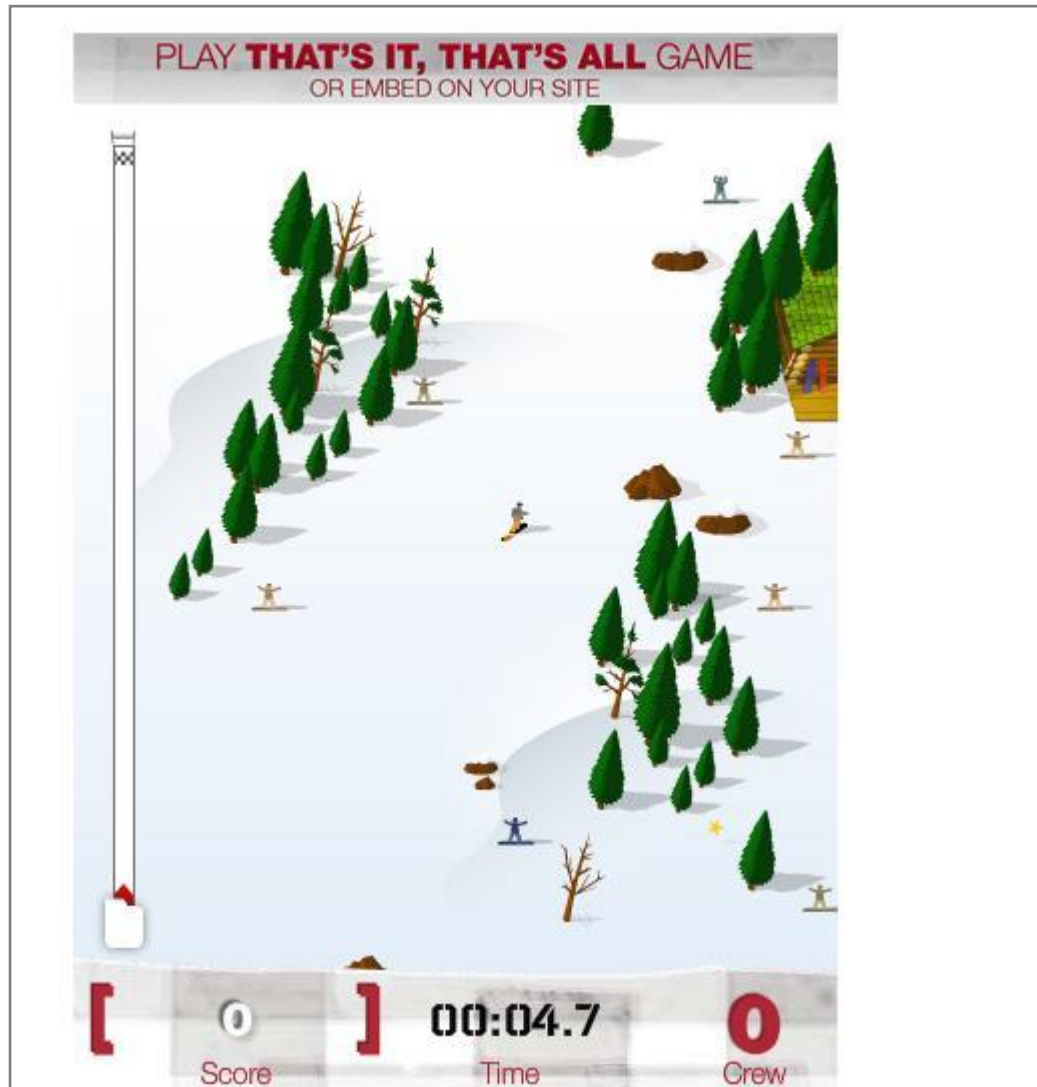 PLAY THAT'S IT, THAT'S ALL GAME
OR EMBED ON YOUR SITE
[ 0 ] 00:04.7 0
Score Time Crew